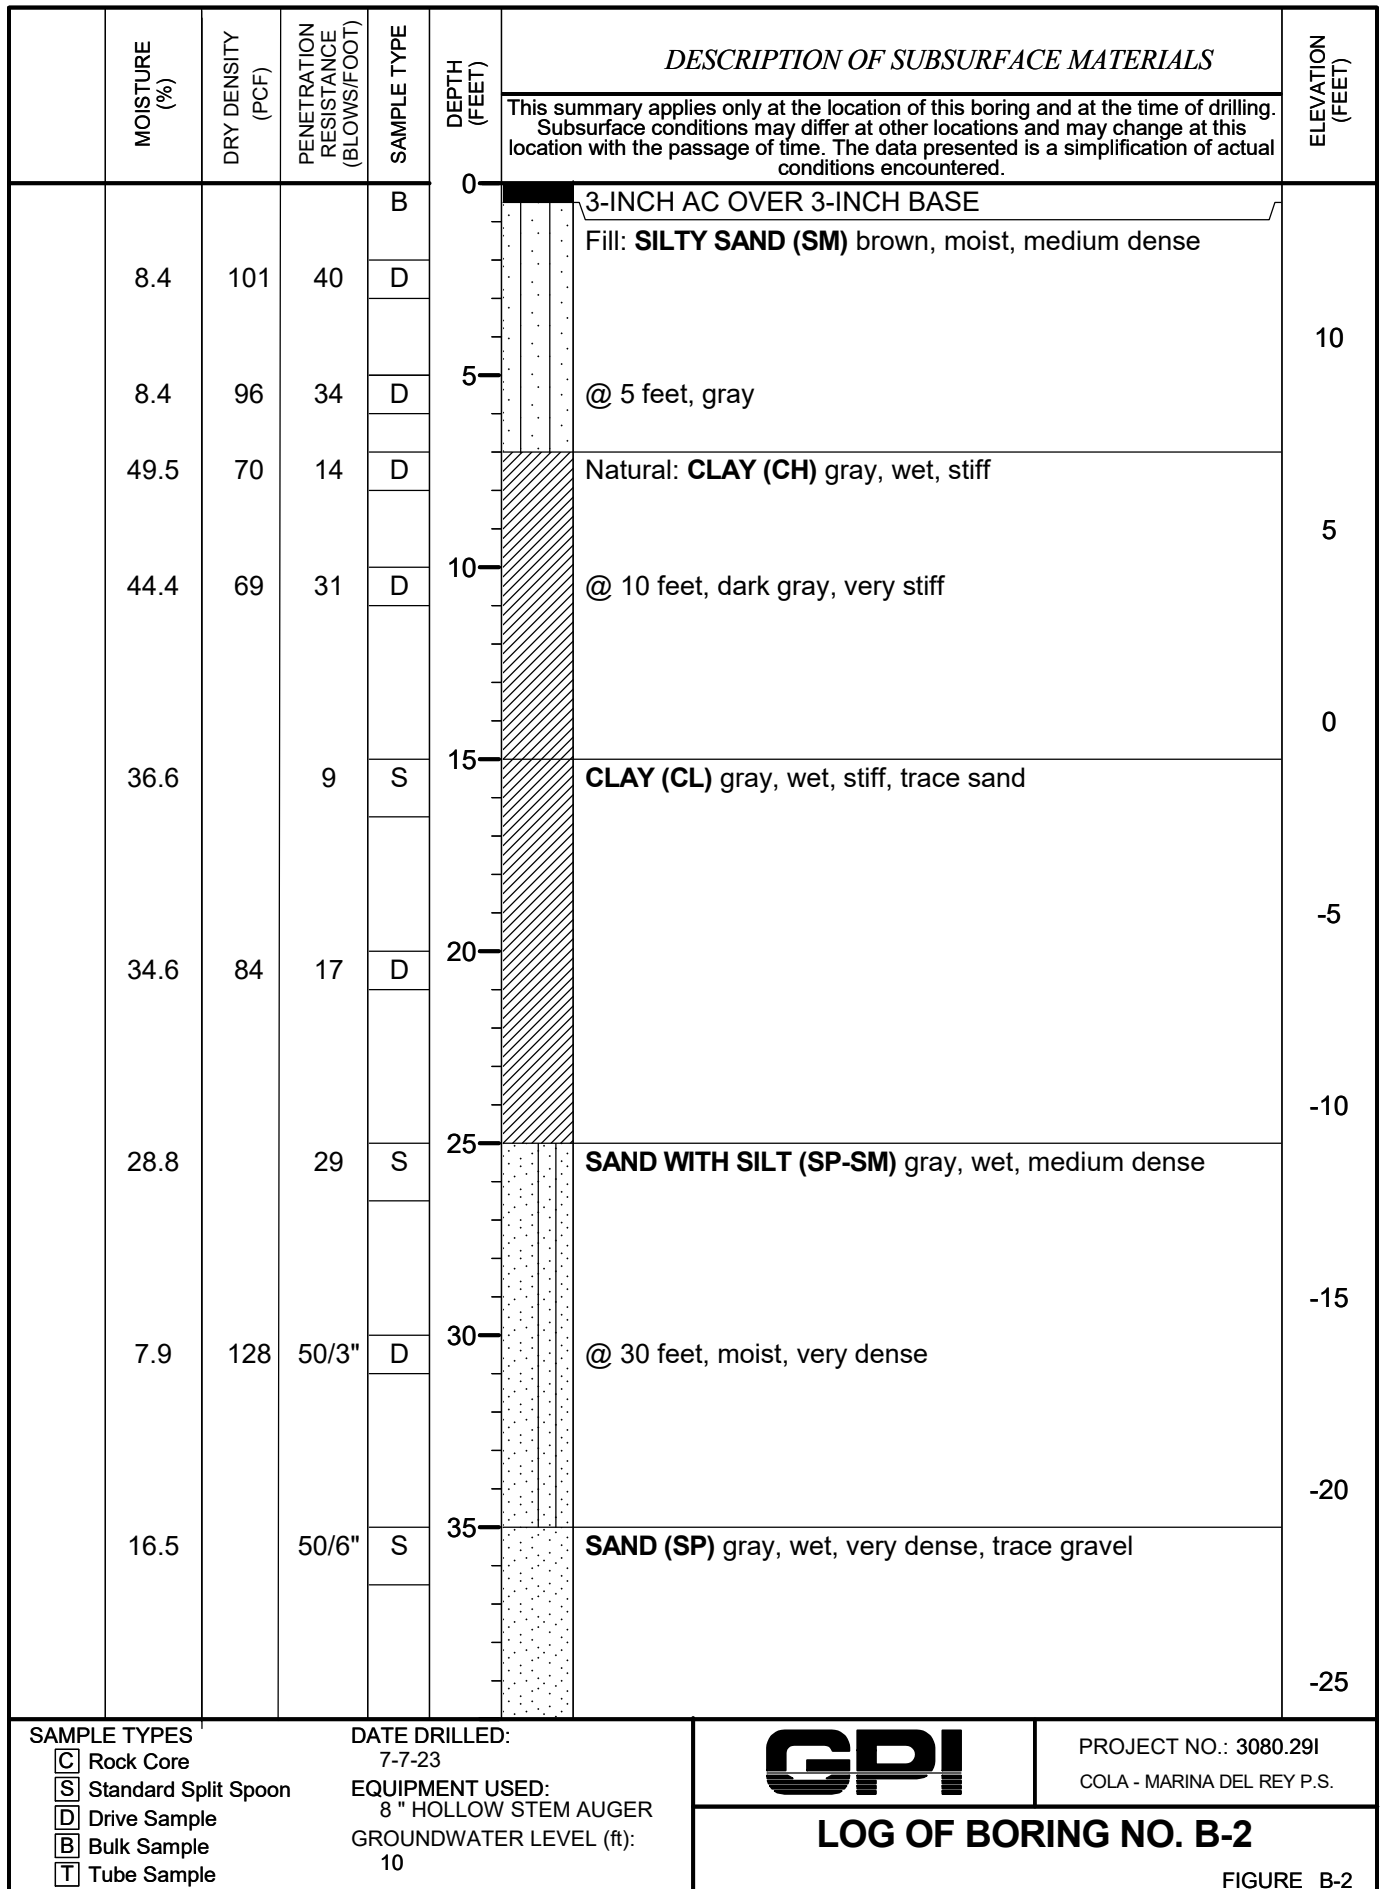 MOISTURE (%)
DRY DENSITY (PCF)
PENETRATION RESISTANCE (BLOWS/FOOT)
SAMPLE TYPE
DEPTH (FEET)
DESCRIPTION OF SUBSURFACE MATERIALS
This summary applies only at the location of this boring and at the time of drilling.
Subsurface conditions may differ at other locations and may change at this
location with the passage of time. The data presented is a simplification of actual
conditions encountered.
ELEVATION (FEET)
0
B 3-INCH AC OVER 3-INCH BASE
Fill: SILTY SAND (SM) brown, moist, medium dense
8.4 101 40 D
10
5
8.4 96 34 D @ 5 feet, gray
49.5 70 14 D Natural: CLAY (CH) gray, wet, stiff
5
10
44.4 69 31 D @ 10 feet, dark gray, very stiff
0
15
36.6 9 S CLAY (CL) gray, wet, stiff, trace sand
-5
20
34.6 84 17 D
-10
25
28.8 29 S SAND WITH SILT (SP-SM) gray, wet, medium dense
-15
30
7.9 128 50/3" D @ 30 feet, moist, very dense
-20
35
16.5 50/6" S SAND (SP) gray, wet, very dense, trace gravel
-25
SAMPLE TYPES
C Rock Core
S Standard Split Spoon
D Drive Sample
B Bulk Sample
T Tube Sample
DATE DRILLED:
7-7-23
EQUIPMENT USED:
8 " HOLLOW STEM AUGER
GROUNDWATER LEVEL (ft):
10
GPI
PROJECT NO.: 3080.29I
COLA - MARINA DEL REY P.S.
LOG OF BORING NO. B-2
FIGURE B-2